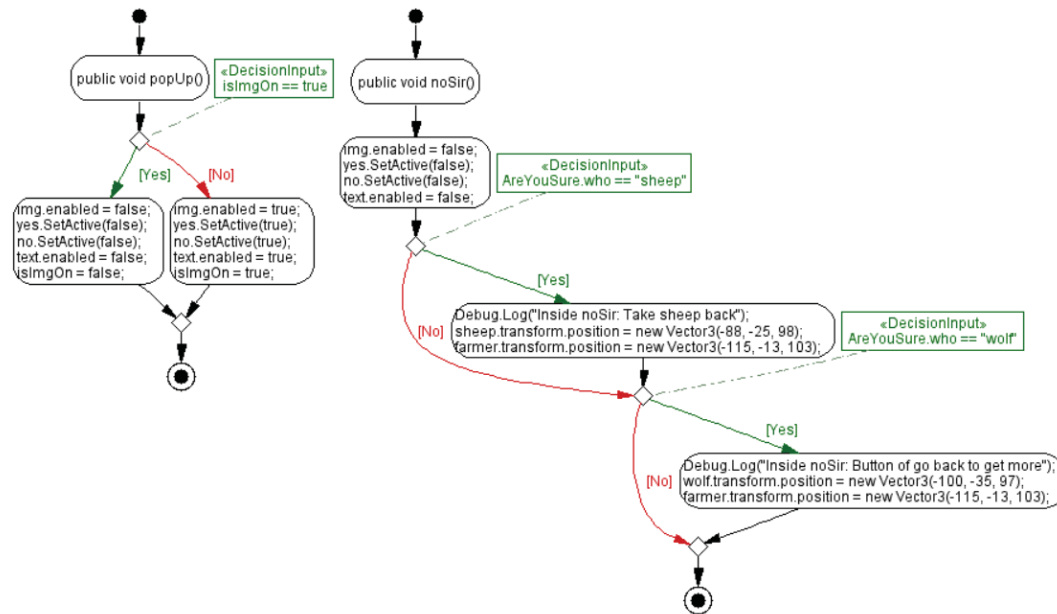 public void popUp()
«DecisionInput»
isImgOn == true
[Yes]
[No]
img.enabled = false;
yes.SetActive(false);
no.SetActive(false);
text.enabled = false;
isImgOn = false;
img.enabled = true;
yes.SetActive(true);
no.SetActive(true);
text.enabled = true;
isImgOn = true;
public void noSir()
img.enabled = false;
yes.SetActive(false);
no.SetActive(false);
text.enabled = false;
«DecisionInput»
AreYouSure.who == "sheep"
[Yes]
[No]
Debug.Log("Inside noSir: Take sheep back");
sheep.transform.position = new Vector3(-88, -25, 98);
farmer.transform.position = new Vector3(-115, -13, 103);
«DecisionInput»
AreYouSure.who == "wolf"
[Yes]
[No]
Debug.Log("Inside noSir: Button of go back to get more");
wolf.transform.position = new Vector3(-100, -35, 97);
farmer.transform.position = new Vector3(-115, -13, 103);